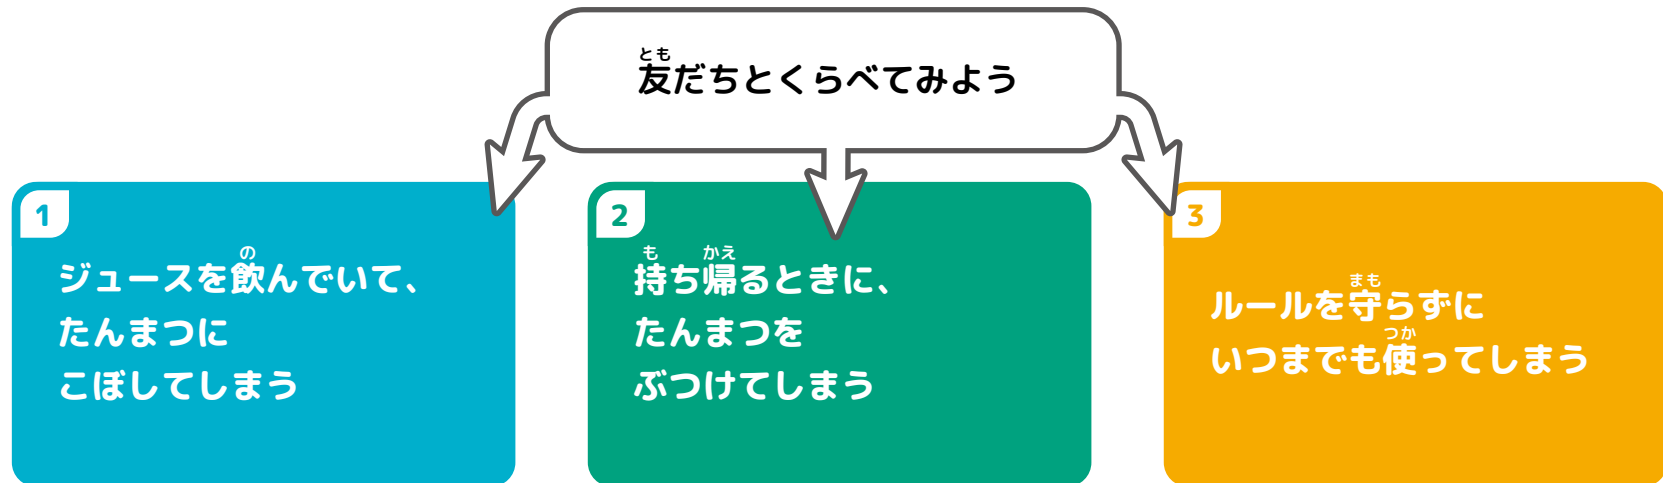 友だちとくらべてみよう
とも
1
ジュースを飲んでいて、
の
たんまつに
こぼしてしまう
2
持ち帰るときに、
も かえ
たんまつを
ぶつけてしまう
3
ルールを守らずに
まも
いつまでも使ってしまう
つか